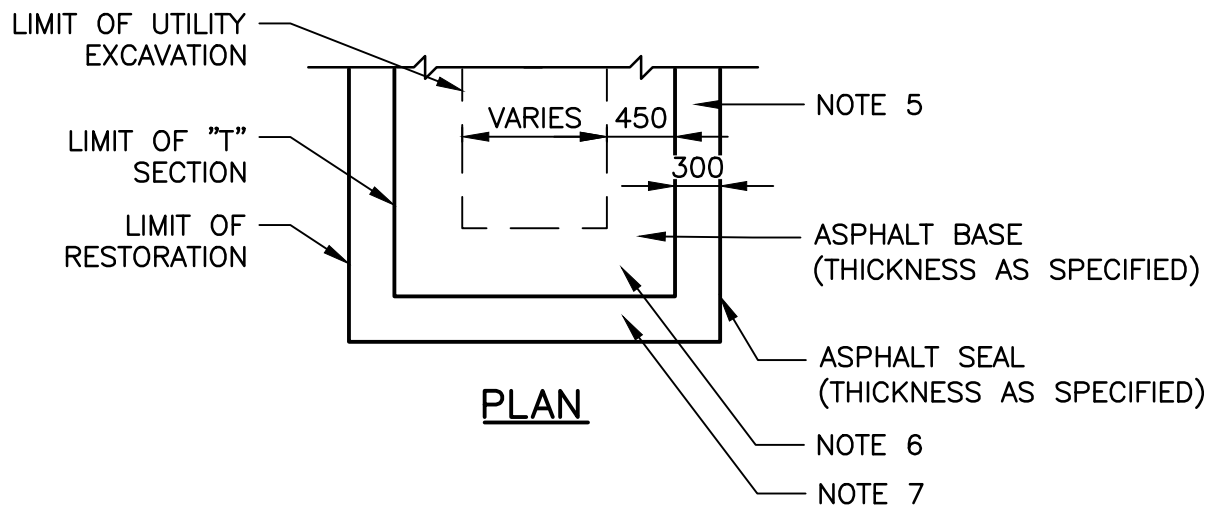 LIMIT OF UTILITY
EXCAVATION
VARIES
450
NOTE 5
LIMIT OF "T"
SECTION
300
LIMIT OF
RESTORATION
ASPHALT BASE
(THICKNESS AS SPECIFIED)
ASPHALT SEAL
(THICKNESS AS SPECIFIED)
PLAN
NOTE 6
NOTE 7